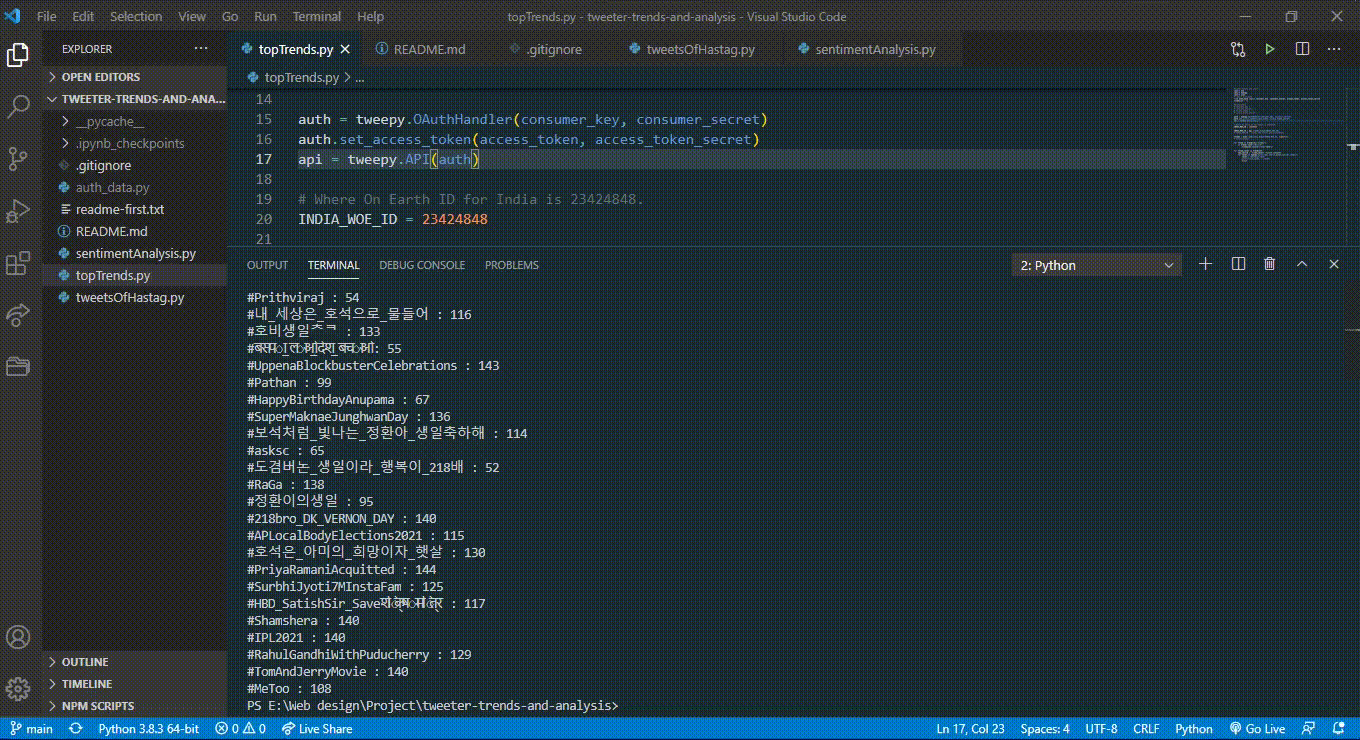 File Edit Selection View Go Run Terminal Help
topTrends.py - tweeter-trends-and-analysis - Visual Studio Code
EXPLORER
OPEN EDITORS
TWEETER-TRENDS-AND-ANA...
__pycache__
.ipynb_checkpoints
.gitignore
auth_data.py
readme-first.txt
README.md
sentimentAnalysis.py
topTrends.py
tweetsOfHastag.py
OUTLINE
TIMELINE
NPM SCRIPTS
topTrends.py README.md .gitignore tweetsOfHastag.py sentimentAnalysis.py
topTrends.py > ...
14
15 auth = tweepy.OAuthHandler(consumer_key, consumer_secret)
16 auth.set_access_token(access_token, access_token_secret)
17 api = tweepy.API(auth)
18
19 # Where On Earth ID for India is 23424848.
20 INDIA_WOE_ID = 23424848
21
OUTPUT TERMINAL DEBUG CONSOLE PROBLEMS
2: Python
#Prithviraj : 54
#내_세상은_호석으로_물들어 : 116
#호비생일ᄎᄏ : 133
: 55
#UppenaBlockbusterCelebrations : 143
#Pathan : 99
#HappyBirthdayAnupama : 67
#SuperMaknaeJunghwanDay : 136
#보석처럼_빛나는_정환아_생일축하해 : 114
#asksc : 65
#도겸버논_생일이라_행복이_218배 : 52
#RaGa : 138
#정환이의생일 : 95
#218bro_DK_VERNON_DAY : 140
#APLocalBodyElections2021 : 115
#호석은_아미의_희망이자_햇살 : 130
#PriyaRamaniAcquitted : 144
#SurbhiJyoti7MInstaFam : 125
: 117
#Shamshera : 140
#IPL2021 : 140
#RahulGandhiWithPuducherry : 129
#TomAndJerryMovie : 140
#MeToo : 108
PS E:\Web design\Project\tweeter-trends-and-analysis>
main Python 3.8.3 64-bit 0 0 Live Share Ln 17, Col 23 Spaces: 4 UTF-8 CRLF Python Go Live